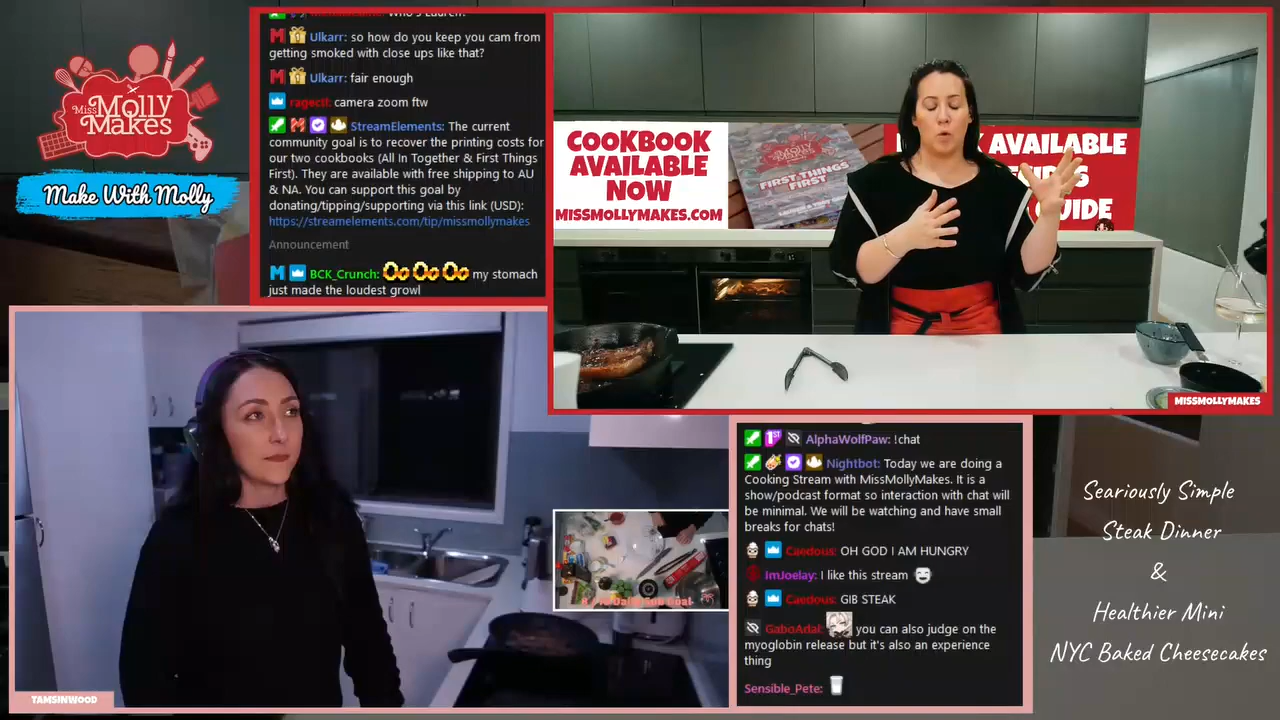 Miss
MOLLY
MAKES
Make With Molly
Ulkarr: so how do you keep you cam from
getting smoked with close ups like that?
Ulkarr: fair enough
ragectl: camera zoom ftw
StreamElements: The current
community goal is to recover the printing costs for
our two cookbooks (All In Together & First Things
First). They are available with free shipping to AU
& NA. You can support this goal by
donating/tipping/supporting via this link (USD):
https://streamelements.com/tip/missmollymakes
Announcement
BCK_Crunch: my stomach
just made the loudest growl
COOKBOOK
AVAILABLE
NOW
MISSMOLLYMAKES.COM
MOLLY
MAKES
FIRST THINGS
FIRST
AVAILABLE
GUIDE
MISSMOLLYMAKES
TAMSINWOOD
AlphaWolfPaw: !chat
Nightbot: Today we are doing a
Cooking Stream with MissMollyMakes. It is a
show/podcast format so interaction with chat will
be minimal. We will be watching and have small
breaks for chats!
Caedous: OH GOD I AM HUNGRY
ImJoelay: I like this stream
Caedous: GIB STEAK
GaboAdal: you can also judge on the
myoglobin release but it's also an experience
thing
Sensible_Pete:
Seariously Simple
Steak Dinner
&
Healthier Mini
NYC Baked Cheesecakes